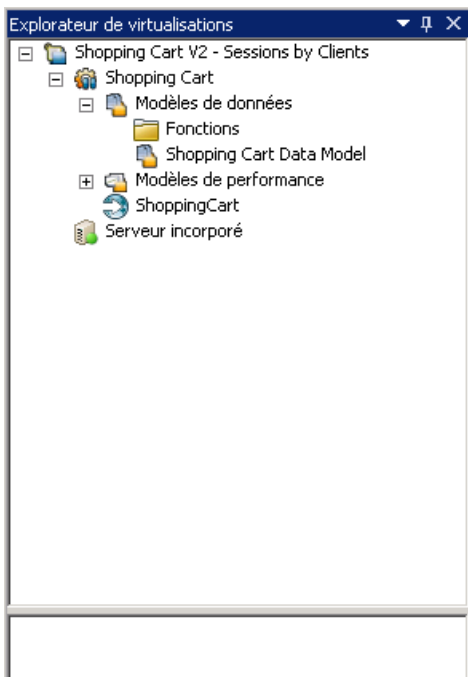 Explorateur de virtualisations
Shopping Cart V2 - Sessions by Clients
Shopping Cart
Modèles de données
Fonctions
Shopping Cart Data Model
Modèles de performance
ShoppingCart
Serveur incorporé